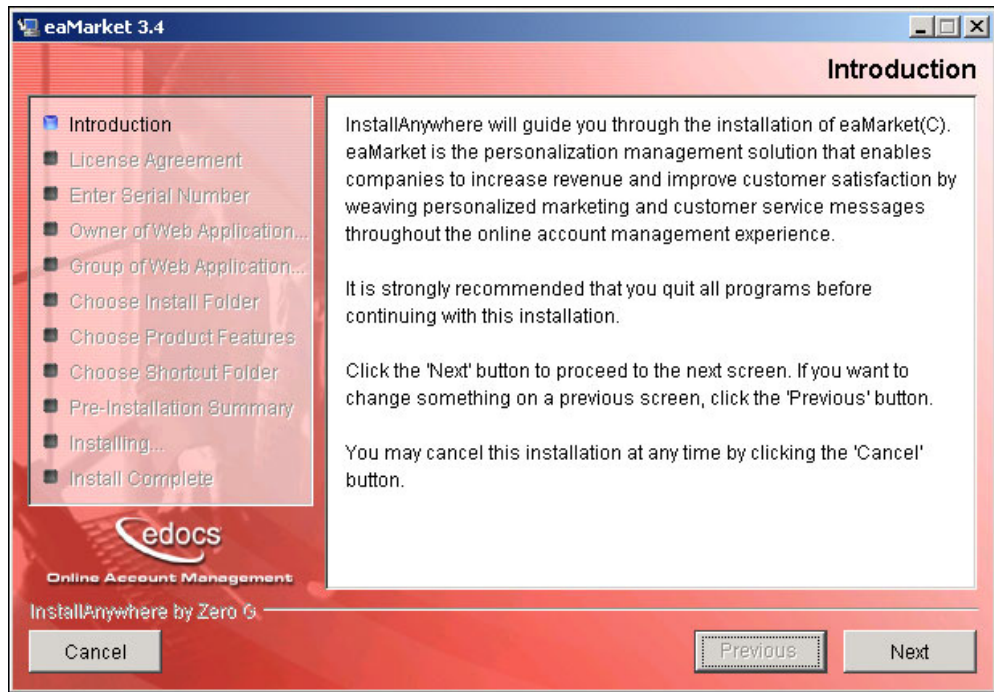 eaMarket 3.4
Introduction
Introduction
License Agreement
Enter Serial Number
Owner of Web Application...
Group of Web Application...
Choose Install Folder
Choose Product Features
Choose Shortcut Folder
Pre-Installation Summary
Installing...
Install Complete
edocs
Online Account Management
InstallAnywhere will guide you through the installation of eaMarket(C).
eaMarket is the personalization management solution that enables
companies to increase revenue and improve customer satisfaction by
weaving personalized marketing and customer service messages
throughout the online account management experience.
It is strongly recommended that you quit all programs before
continuing with this installation.
Click the 'Next' button to proceed to the next screen. If you want to
change something on a previous screen, click the 'Previous' button.
You may cancel this installation at any time by clicking the 'Cancel'
button.
InstallAnywhere by Zero G
Cancel
Previous
Next